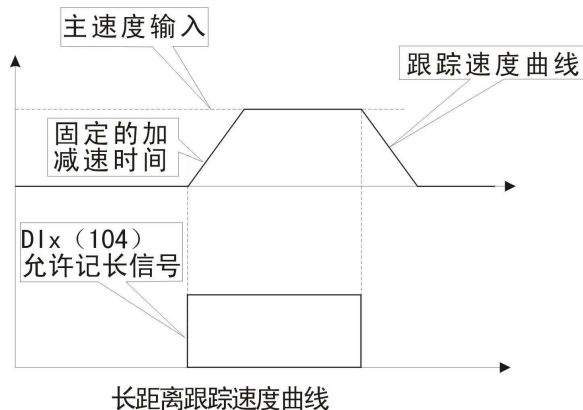 主速度输入
跟踪速度曲线
固定的加
减速时间
DIx（104）
允许记长信号
长距离跟踪速度曲线